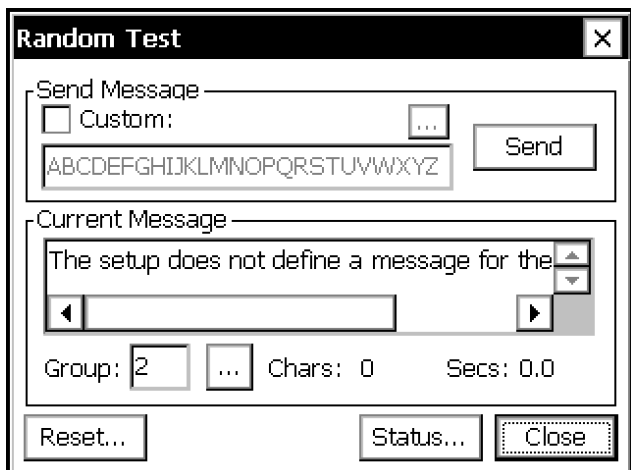 Random Test
Send Message
Custom:
...
ABCDEFGHIJKLMNOPQRSTUVWXYZ
Send
Current Message
The setup does not define a message for the
Group: 2 ... Chars: 0 Secs: 0.0
Reset... Status... Close